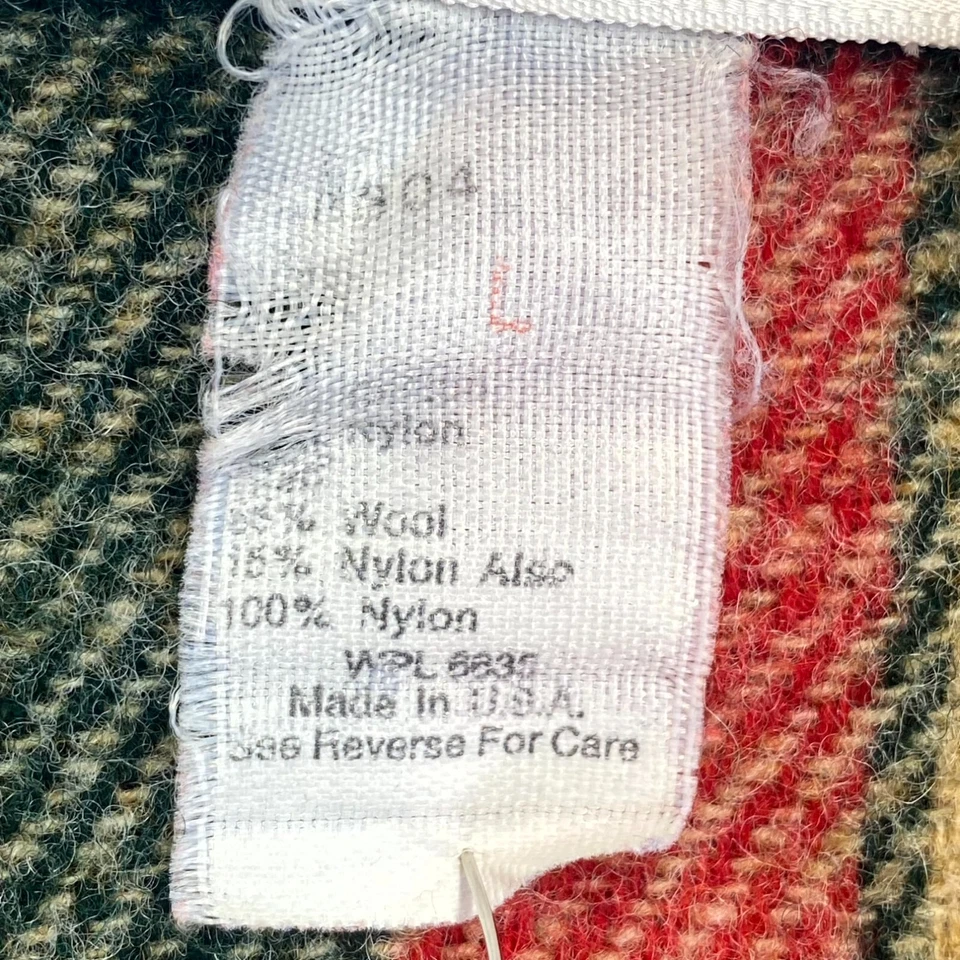 L
Nylon
Wool
15% Nylon Also
100% Nylon
WPL 6635
Made In U.S.A.
See Reverse For Care